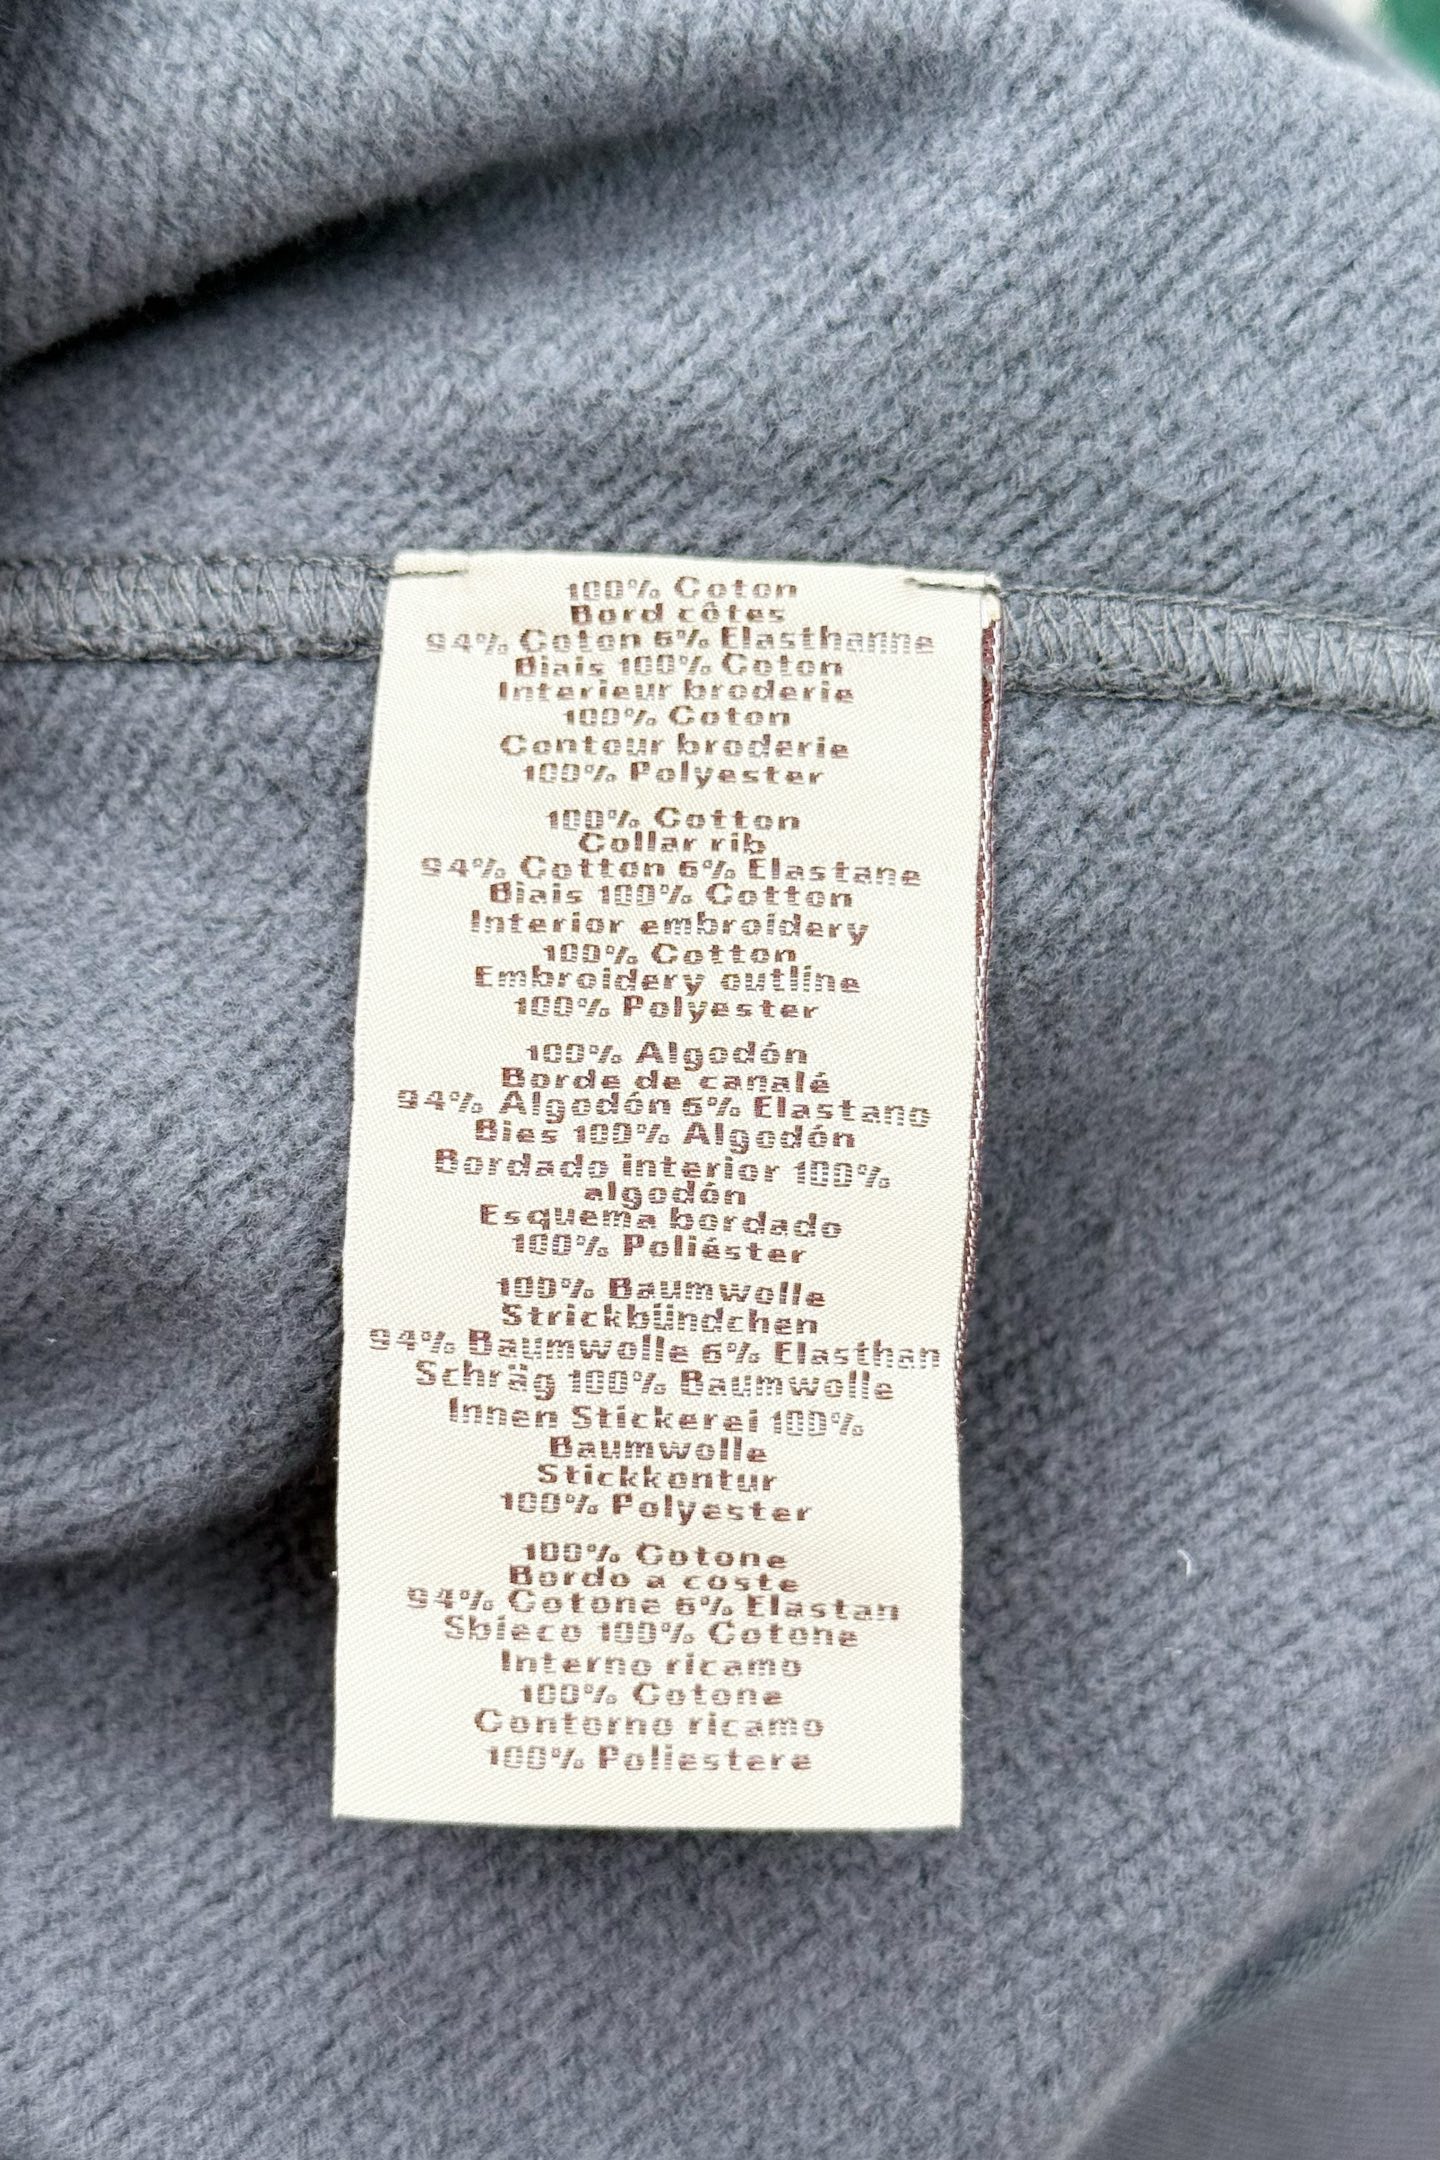 100% Coton
Bord côtes
94% Coton 6% Elasthanne
Biais 100% Coton
Interieur broderie
100% Coton
Contour broderie
100% Polyester
100% Cotton
Collar rib
94% Cotton 6% Elastane
Biais 100% Cotton
Interior embroidery
100% Cotton
Embroidery outline
100% Polyester
100% Algodón
Borde de canalé
94% Algodón 6% Elastano
Bies 100% Algodón
Bordado interior 100%
algodón
Esquema bordado
100% Poliéster
100% Baumwolle
Strickbündchen
94% Baumwolle 6% Elasthan
Schräg 100% Baumwolle
Innen Stickerei 100%
Baumwolle
Stickkontur
100% Polyester
100% Cotone
Bordo a coste
94% Cotone 6% Elastan
Sbieco 100% Cotone
Interno ricamo
100% Cotone
Contorno ricamo
100% Poliestere